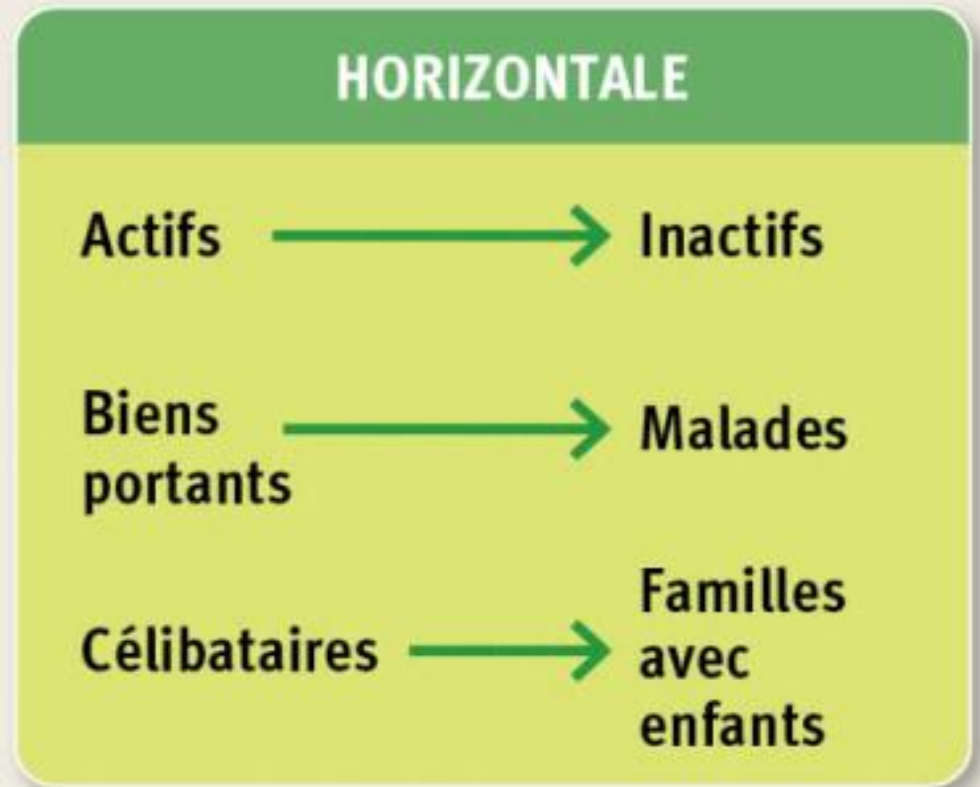 HORIZONTALE
Actifs
Inactifs
Biens
portants
Malades
Célibataires
Familles
avec
enfants